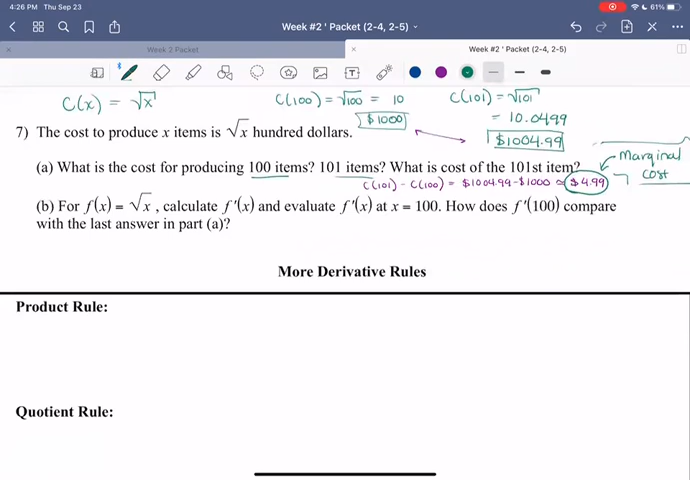 4:26 PM Thu Sep 23
Week #2 ' Packet (2-4, 2-5)
61%
Week 3 Packet
Week #2 ' Packet (2-4, 2-5)
C(x) = √x
C(100) = √100 = 10
$1000
C(101) = √101
= 10.0499
$1004.99
7) The cost to produce x items is √x hundred dollars.
(a) What is the cost for producing 100 items? 101 items? What is cost of the 101st item?
Marginal
cost
C(101) - C(100) = $1004.99-$1000 ≈ $4.99
(b) For f(x) = √x , calculate f '(x) and evaluate f '(x) at x = 100. How does f '(100) compare
with the last answer in part (a)?
More Derivative Rules
Product Rule:
Quotient Rule: